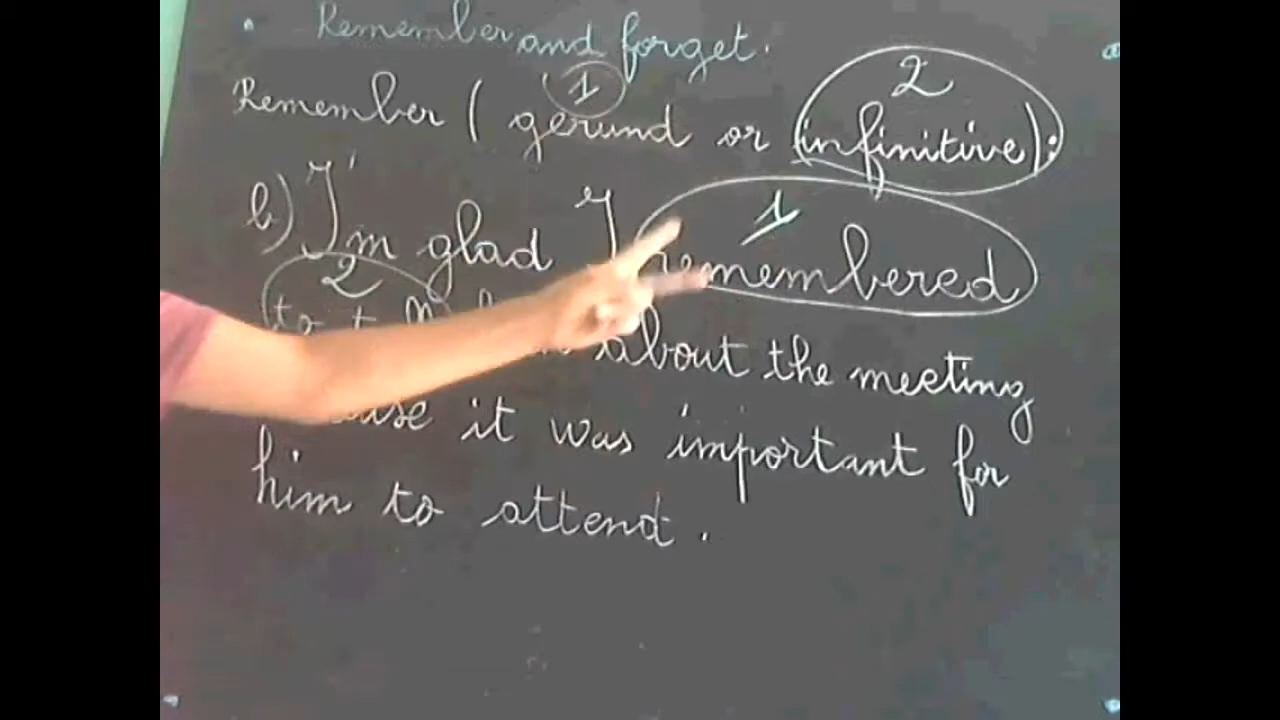 • Remember and forget.
1 2
Remember ( gerund or infinitive):
1
b) I'm glad I remembered
2
to about the meeting
it was important for
him to attend.